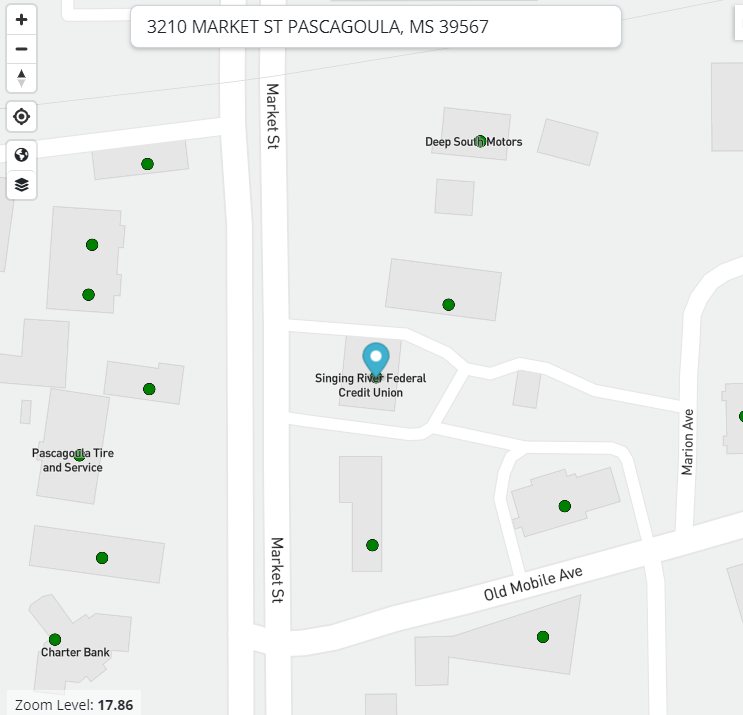 3210 MARKET ST PASCAGOULA, MS 39567
Market St
Deep South Motors
Singing River Federal
Credit Union
Marion Ave
Pascagoula Tire
and Service
Market St
Old Mobile Ave
Charter Bank
Zoom Level: 17.86